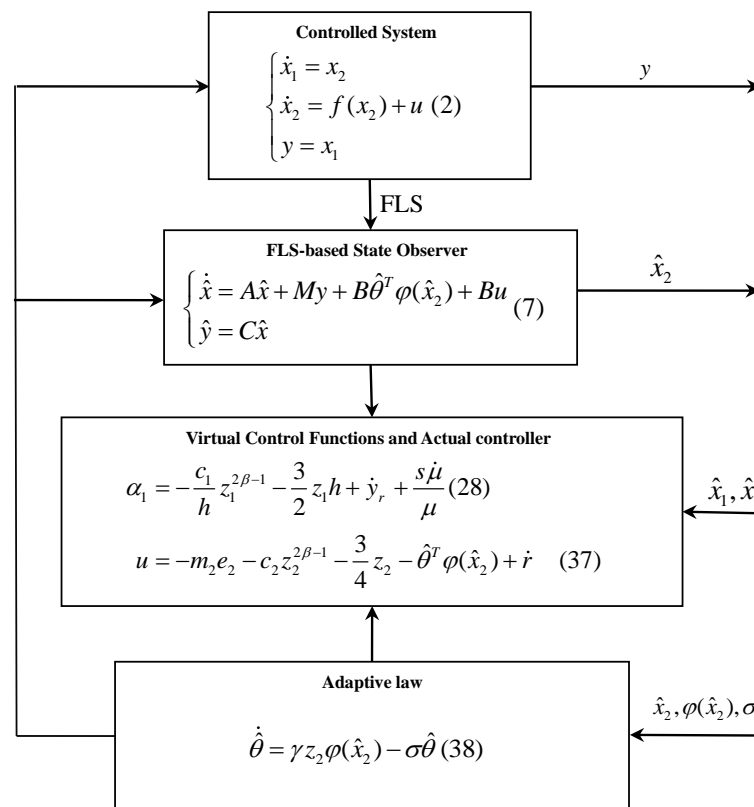 Controlled System
ẋ₁ = x₂
ẋ₂ = f(x₂) + u (2)
y = x₁
y
FLS
FLS-based State Observer
x̂̇ = Ax̂ + My + Bθ̂ᵀφ(x̂₂) + Bu
ŷ = Cx̂
(7)
x̂₂
Virtual Control Functions and Actual controller
α₁ = −(c₁/h) z₁^{2β−1} − (3/2) z₁h + ẏᵣ + (sμ̇/μ) (28)
u = −m₂e₂ − c₂z₂^{2β−1} − (3/4) z₂ − θ̂ᵀφ(x̂₂) + ṙ (37)
x̂₁, x̂
Adaptive law
θ̂̇ = γz₂φ(x̂₂) − σθ̂ (38)
x̂₂, φ(x̂₂), σ